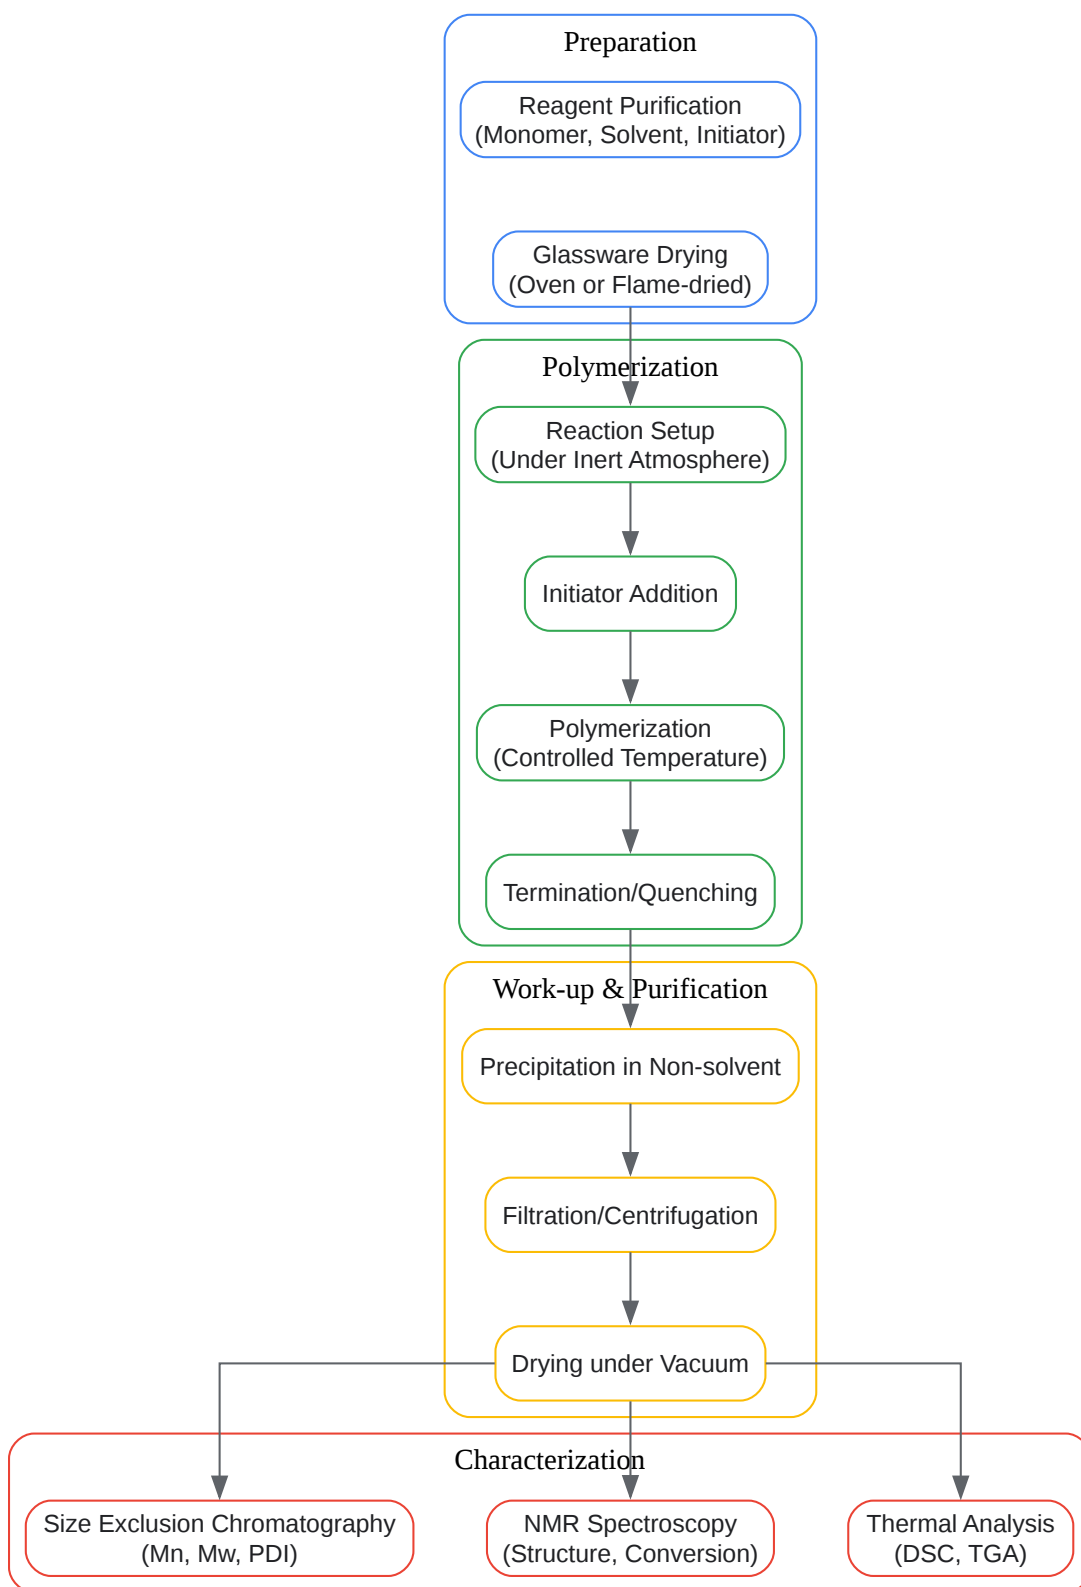 Preparation
Reagent Purification
(Monomer, Solvent, Initiator)
Glassware Drying
(Oven or Flame-dried)
Polymerization
Reaction Setup
(Under Inert Atmosphere)
Initiator Addition
Polymerization
(Controlled Temperature)
Termination/Quenching
Work-up & Purification
Precipitation in Non-solvent
Filtration/Centrifugation
Drying under Vacuum
Characterization
Size Exclusion Chromatography
(Mn, Mw, PDI)
NMR Spectroscopy
(Structure, Conversion)
Thermal Analysis
(DSC, TGA)